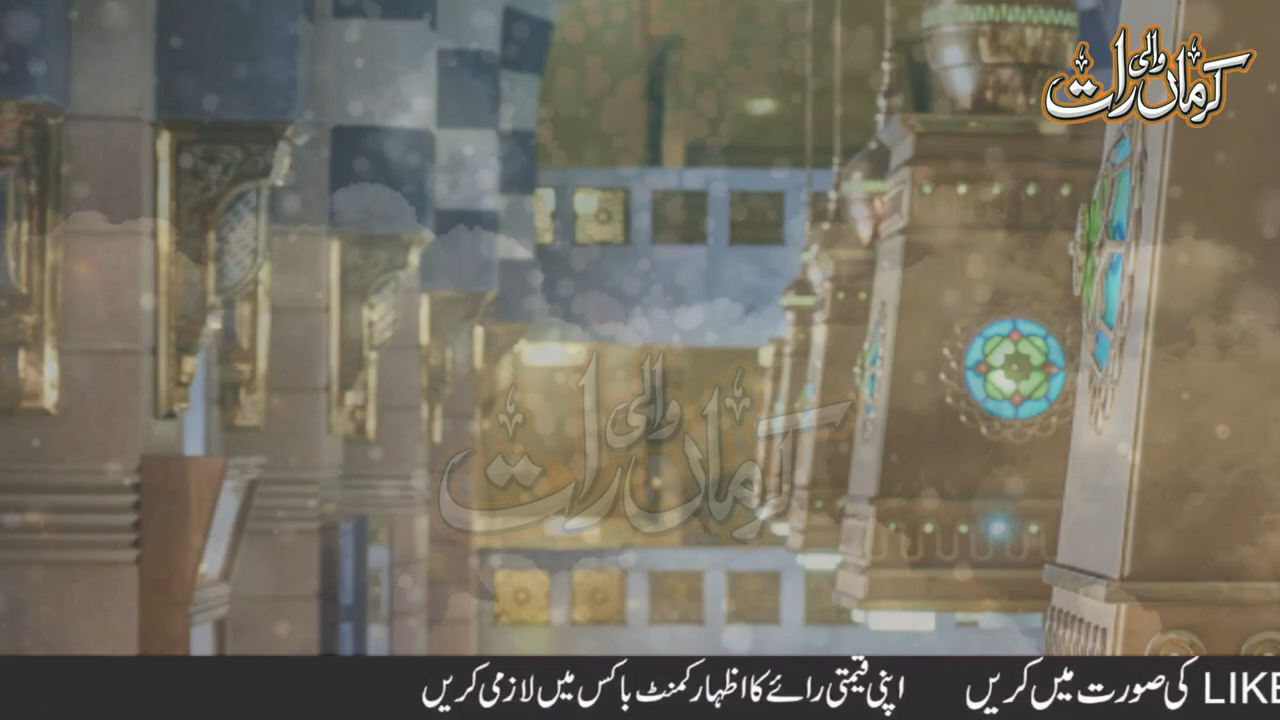 کرماں والی رات
کرماں والی رات
LIKE کی صورت میں کریں اپنی قیمتی رائے کا اظہار کمنٹ باکس میں لازمی کریں